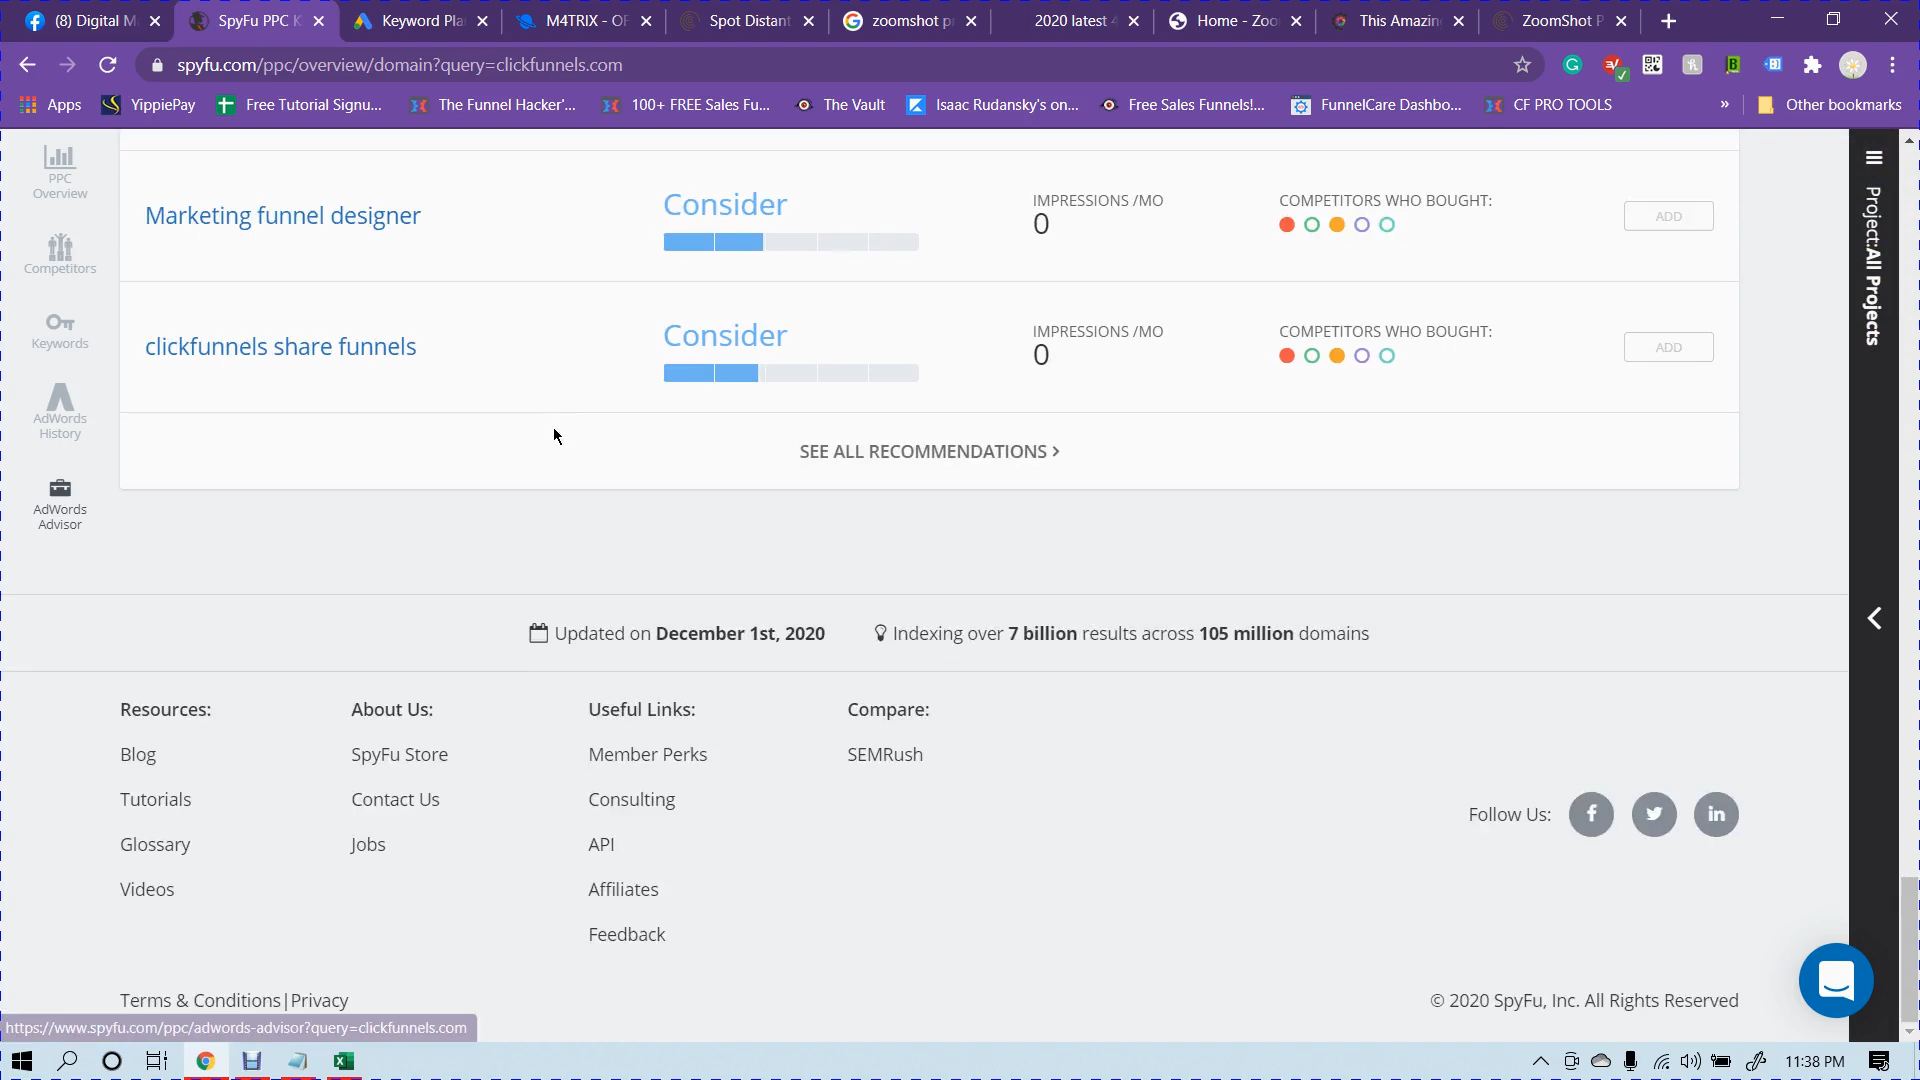 (8) Digital M
SpyFu PPC K
Keyword Pla
M4TRIX - OF
Spot Distant
zoomshot p
2020 latest
Home - Zoo
This Amazin
ZoomShot P
spyfu.com/ppc/overview/domain?query=clickfunnels.com
Apps
YippiePay
Free Tutorial Signu...
The Funnel Hacker'...
100+ FREE Sales Fu...
The Vault
Isaac Rudansky's on...
Free Sales Funnels!...
FunnelCare Dashbo...
CF PRO TOOLS
»
Other bookmarks
PPC
Overview
Competitors
Keywords
AdWords
History
AdWords
Advisor
Marketing funnel designer
Consider
IMPRESSIONS /MO
0
COMPETITORS WHO BOUGHT:
ADD
clickfunnels share funnels
Consider
IMPRESSIONS /MO
0
COMPETITORS WHO BOUGHT:
ADD
SEE ALL RECOMMENDATIONS >
Project:All Projects
Updated on December 1st, 2020
Indexing over 7 billion results across 105 million domains
Resources:
Blog
Tutorials
Glossary
Videos
About Us:
SpyFu Store
Contact Us
Jobs
Useful Links:
Member Perks
Consulting
API
Affiliates
Feedback
Compare:
SEMRush
Follow Us:
Terms & Conditions|Privacy
© 2020 SpyFu, Inc. All Rights Reserved
https://www.spyfu.com/ppc/adwords-advisor?query=clickfunnels.com
11:38 PM